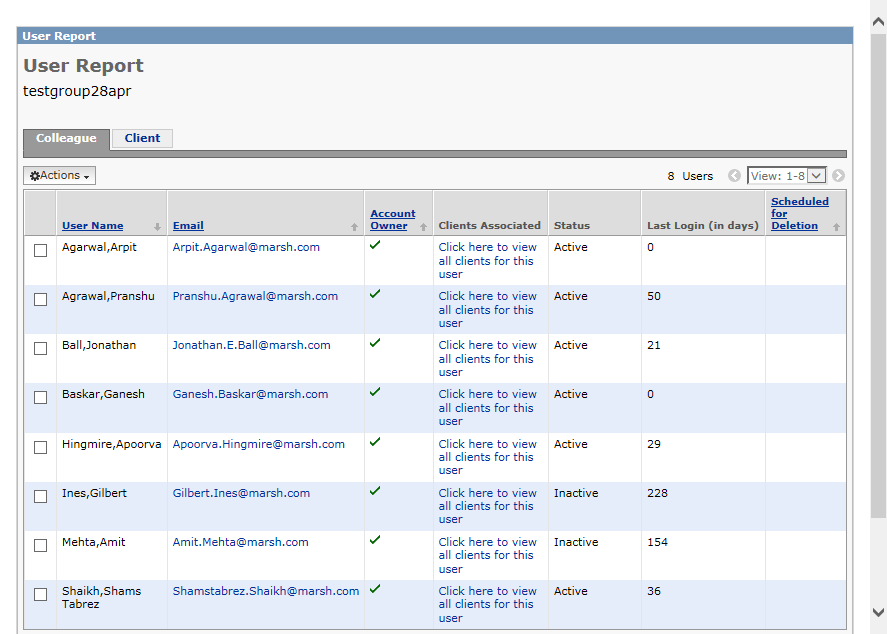 User Report
User Report
testgroup28apr
Colleague Client
Actions 8 Users View: 1-8
User Name Email Account Owner Clients Associated Status Last Login (in days) Scheduled for Deletion
Agarwal,Arpit Arpit.Agarwal@marsh.com Click here to view Active 0
all clients for this
user
Agrawal,Pranshu Pranshu.Agrawal@marsh.com Click here to view Active 50
all clients for this
user
Ball,Jonathan Jonathan.E.Ball@marsh.com Click here to view Active 21
all clients for this
user
Baskar,Ganesh Ganesh.Baskar@marsh.com Click here to view Active 0
all clients for this
user
Hingmire,Apoorva Apoorva.Hingmire@marsh.com Click here to view Active 29
all clients for this
user
Ines,Gilbert Gilbert.Ines@marsh.com Click here to view Inactive 228
all clients for this
user
Mehta,Amit Amit.Mehta@marsh.com Click here to view Inactive 154
all clients for this
user
Shaikh,Shams Shamstabrez.Shaikh@marsh.com Click here to view Active 36
Tabrez all clients for this
user